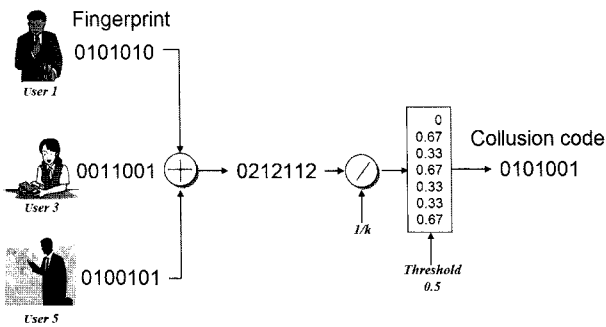 Fingerprint
0101010
User 1
0011001
User 3
0100101
User 5
+
0212112
/
1/k
0
0.67
0.33
0.67
0.33
0.33
0.67
Threshold
0.5
Collusion code
0101001